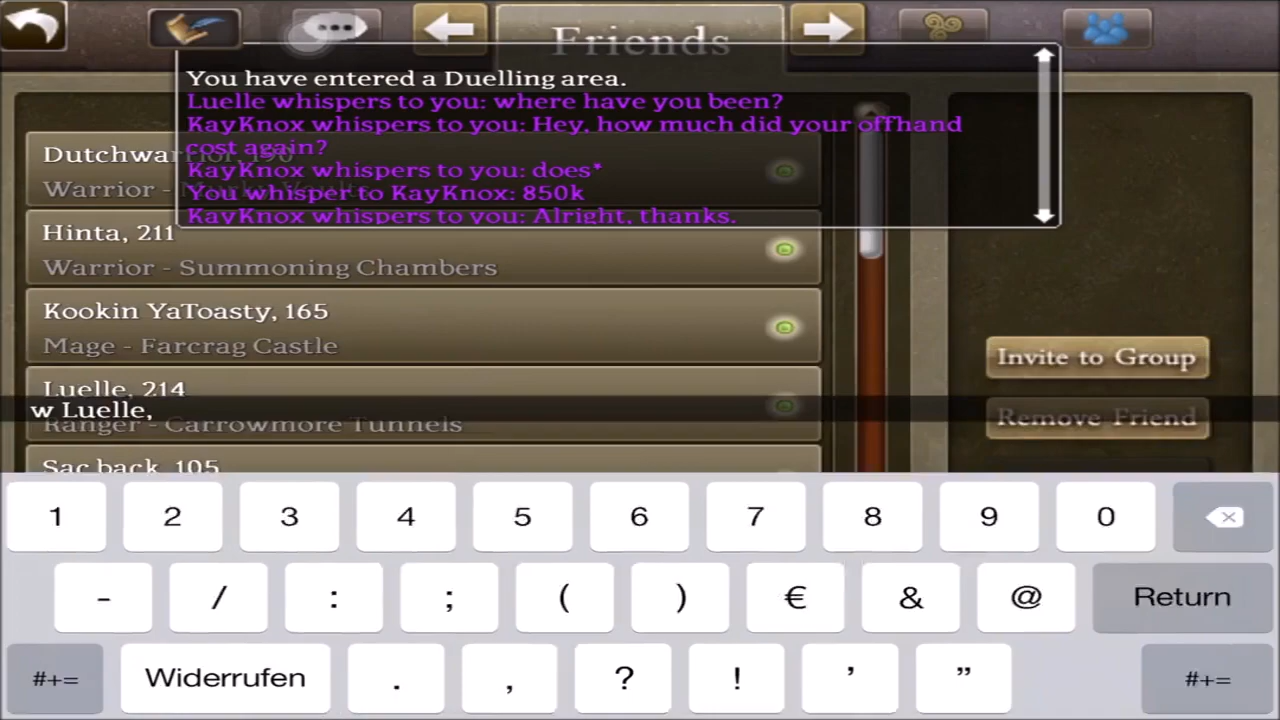 Friends
You have entered a Duelling area.
Luelle whispers to you: where have you been?
KayKnox whispers to you: Hey, how much did your offhand
cost again?
KayKnox whispers to you: does*
You whisper to KayKnox: 850k
KayKnox whispers to you: Alright, thanks.
Dutchwarrior, 190
Warrior - Murky Vaults
Hinta, 211
Warrior - Summoning Chambers
Kookin YaToasty, 165
Mage - Farcrag Castle
Luelle, 214
Ranger - Carrowmore Tunnels
Sac back, 105
Invite to Group
Remove Friend
w Luelle,
1 2 3 4 5 6 7 8 9 0
- / : ; ( ) € & @ Return
#+= Widerrufen . , ? ! ’ ” #+=